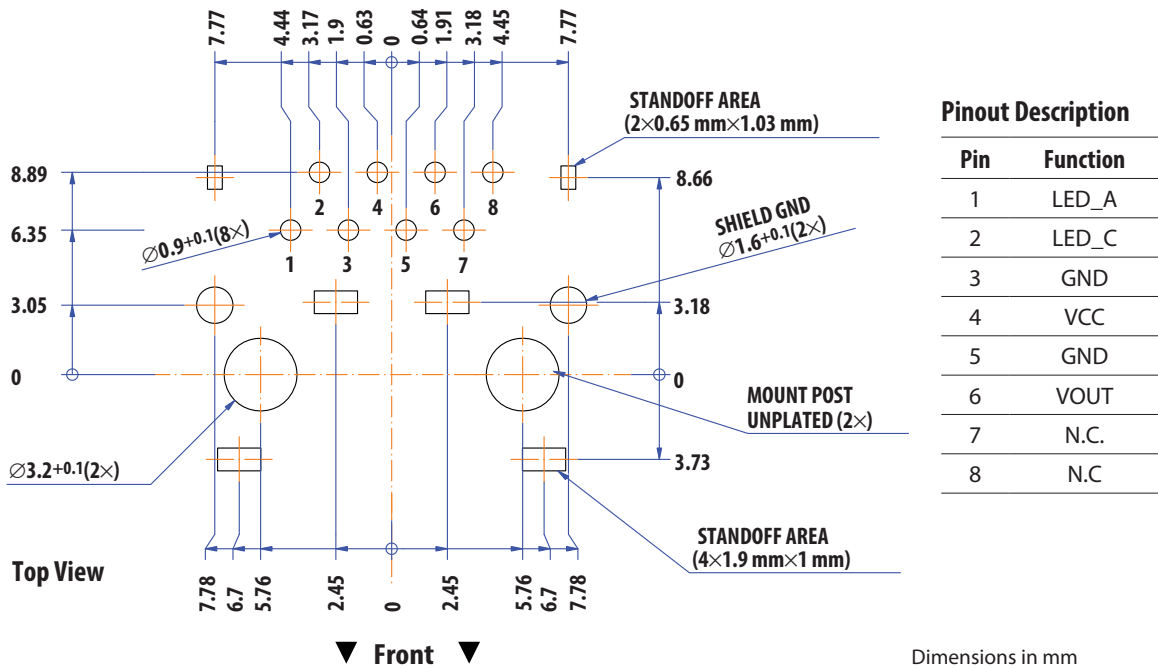 7.77
4.44
3.17
1.9
0.63
0
0.64
1.91
3.18
4.45
7.77
STANDOFF AREA
(2×0.65 mm×1.03 mm)
8.89
8.66
2
4
6
8
6.35
∅0.9+0.1(8×)
1
3
5
7
SHIELD GND
∅1.6+0.1(2×)
3.05
3.18
0
0
MOUNT POST
UNPLATED (2×)
∅3.2+0.1(2×)
3.73
STANDOFF AREA
(4×1.9 mm×1 mm)
Top View
7.78
6.7
5.76
2.45
0
2.45
5.76
6.7
7.78
▼ Front ▼
Pinout Description
Pin Function
1 LED_A
2 LED_C
3 GND
4 VCC
5 GND
6 VOUT
7 N.C.
8 N.C
Dimensions in mm